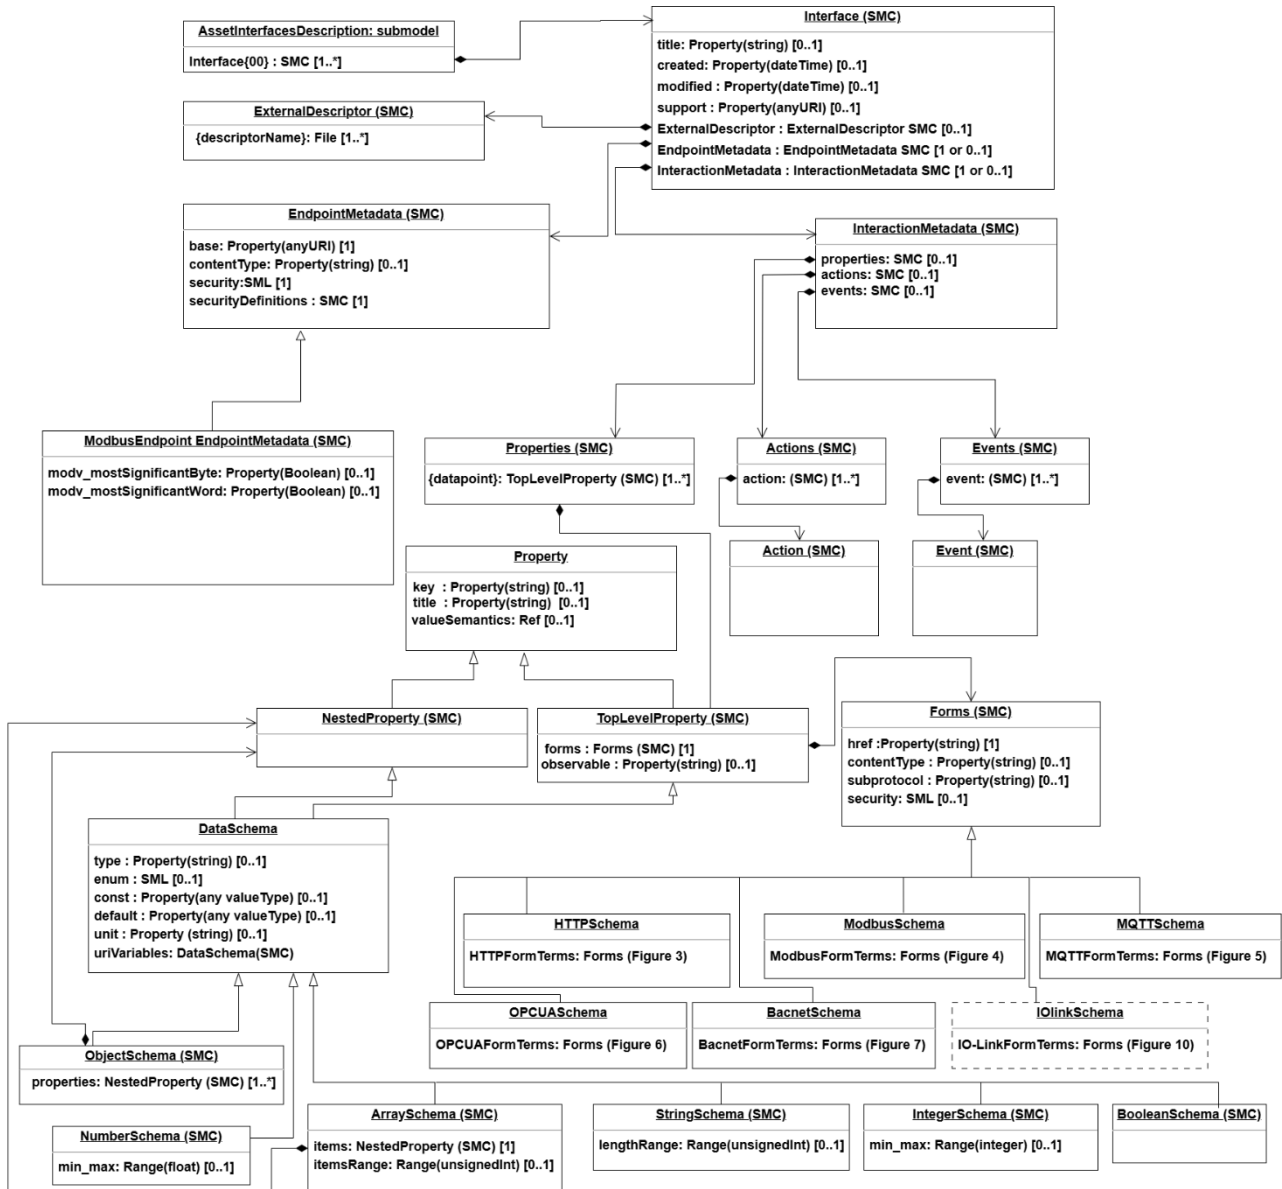 AssetInterfacesDescription: submodel
Interface{00} : SMC [1..*]
Interface (SMC)
title: Property(string) [0..1]
created: Property(dateTime) [0..1]
modified : Property(dateTime) [0..1]
support : Property(anyURI) [0..1]
ExternalDescriptor : ExternalDescriptor SMC [0..1]
EndpointMetadata : EndpointMetadata SMC [1 or 0..1]
InteractionMetadata : InteractionMetadata SMC [1 or 0..1]
ExternalDescriptor (SMC)
{descriptorName}: File [1..*]
EndpointMetadata (SMC)
base: Property(anyURI) [1]
contentType: Property(string) [0..1]
security:SML [1]
securityDefinitions : SMC [1]
InteractionMetadata (SMC)
properties: SMC [0..1]
actions: SMC [0..1]
events: SMC [0..1]
ModbusEndpoint EndpointMetadata (SMC)
modv_mostSignificantByte: Property(Boolean) [0..1]
modv_mostSignificantWord: Property(Boolean) [0..1]
Properties (SMC)
{datapoint}: TopLevelProperty (SMC) [1..*]
Actions (SMC)
action: (SMC) [1..*]
Events (SMC)
event: (SMC) [1..*]
Property
key : Property(string) [0..1]
title : Property(string) [0..1]
valueSemantics: Ref [0..1]
Action (SMC)
Event (SMC)
NestedProperty (SMC)
TopLevelProperty (SMC)
forms : Forms (SMC) [1]
observable : Property(string) [0..1]
Forms (SMC)
href :Property(string) [1]
contentType : Property(string) [0..1]
subprotocol : Property(string) [0..1]
security: SML [0..1]
DataSchema
type : Property(string) [0..1]
enum : SML [0..1]
const : Property(any valueType) [0..1]
default : Property(any valueType) [0..1]
unit : Property (string) [0..1]
uriVariables: DataSchema(SMC)
HTTPSchema
HTTPFormTerms: Forms (Figure 3)
ModbusSchema
ModbusFormTerms: Forms (Figure 4)
MQTTSchema
MQTTFormTerms: Forms (Figure 5)
OPCUASchema
OPCUAFormTerms: Forms (Figure 6)
BacnetSchema
BacnetFormTerms: Forms (Figure 7)
IOlinkSchema
IO-LinkFormTerms: Forms (Figure 10)
ObjectSchema (SMC)
properties: NestedProperty (SMC) [1..*]
NumberSchema (SMC)
min_max: Range(float) [0..1]
ArraySchema (SMC)
items: NestedProperty (SMC) [1]
itemsRange: Range(unsignedInt) [0..1]
StringSchema (SMC)
lengthRange: Range(unsignedInt) [0..1]
IntegerSchema (SMC)
min_max: Range(integer) [0..1]
BooleanSchema (SMC)